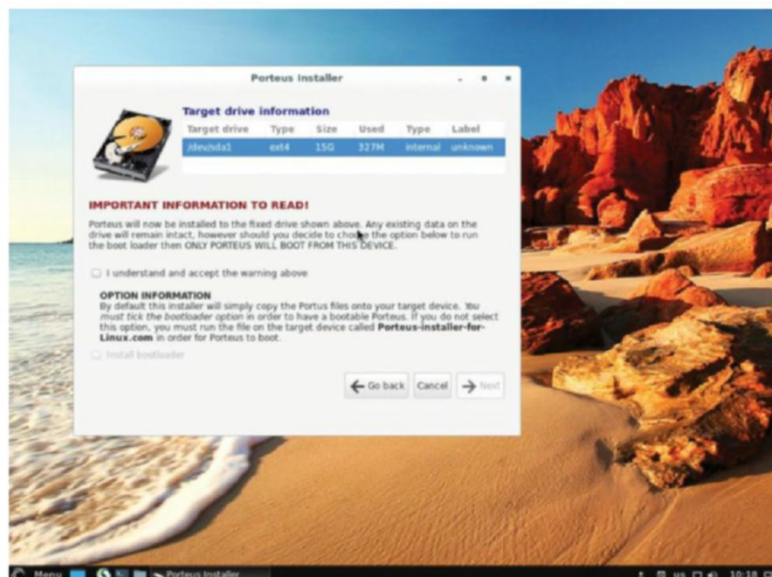 Porteus Installer
Target drive information
Target drive Type Size Used Type Label
/dev/sda1 ext4 15G 327M internal unknown
IMPORTANT INFORMATION TO READ!
Porteus will now be installed to the fixed drive shown above. Any existing data on the
drive will remain intact, however should you decide to choose the option below to run
the boot loader then ONLY PORTEUS WILL BOOT FROM THIS DEVICE.
I understand and accept the warning above
OPTION INFORMATION
By default this installer will simply copy the Portus files onto your target device. You
must tick the bootloader option in order to have a bootable Porteus. If you do not select
this option, you must run the file on the target device called Porteus-installer-for-
Linux.com in order for Porteus to boot.
Install bootloader
Go back Cancel Next
Menu Porteus Installer us 10:18